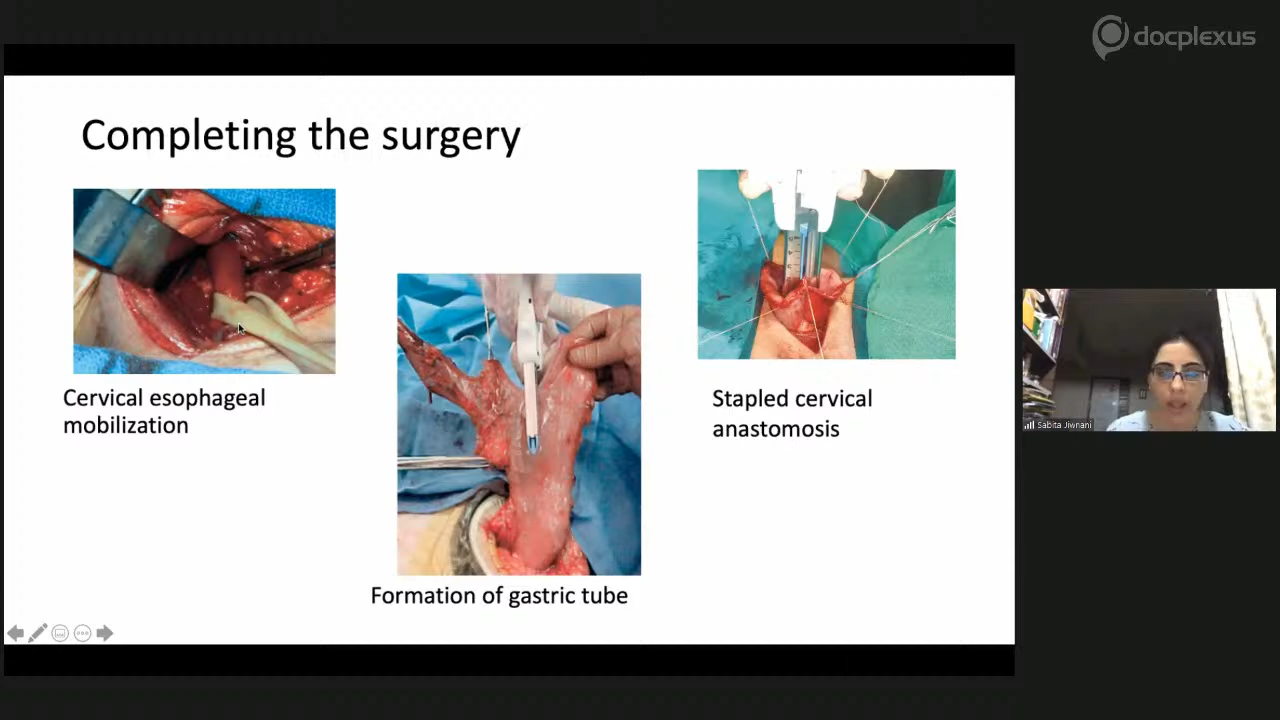 docplexus
Completing the surgery
Cervical esophageal
mobilization
Stapled cervical
anastomosis
Formation of gastric tube
Sabita Jiwnani